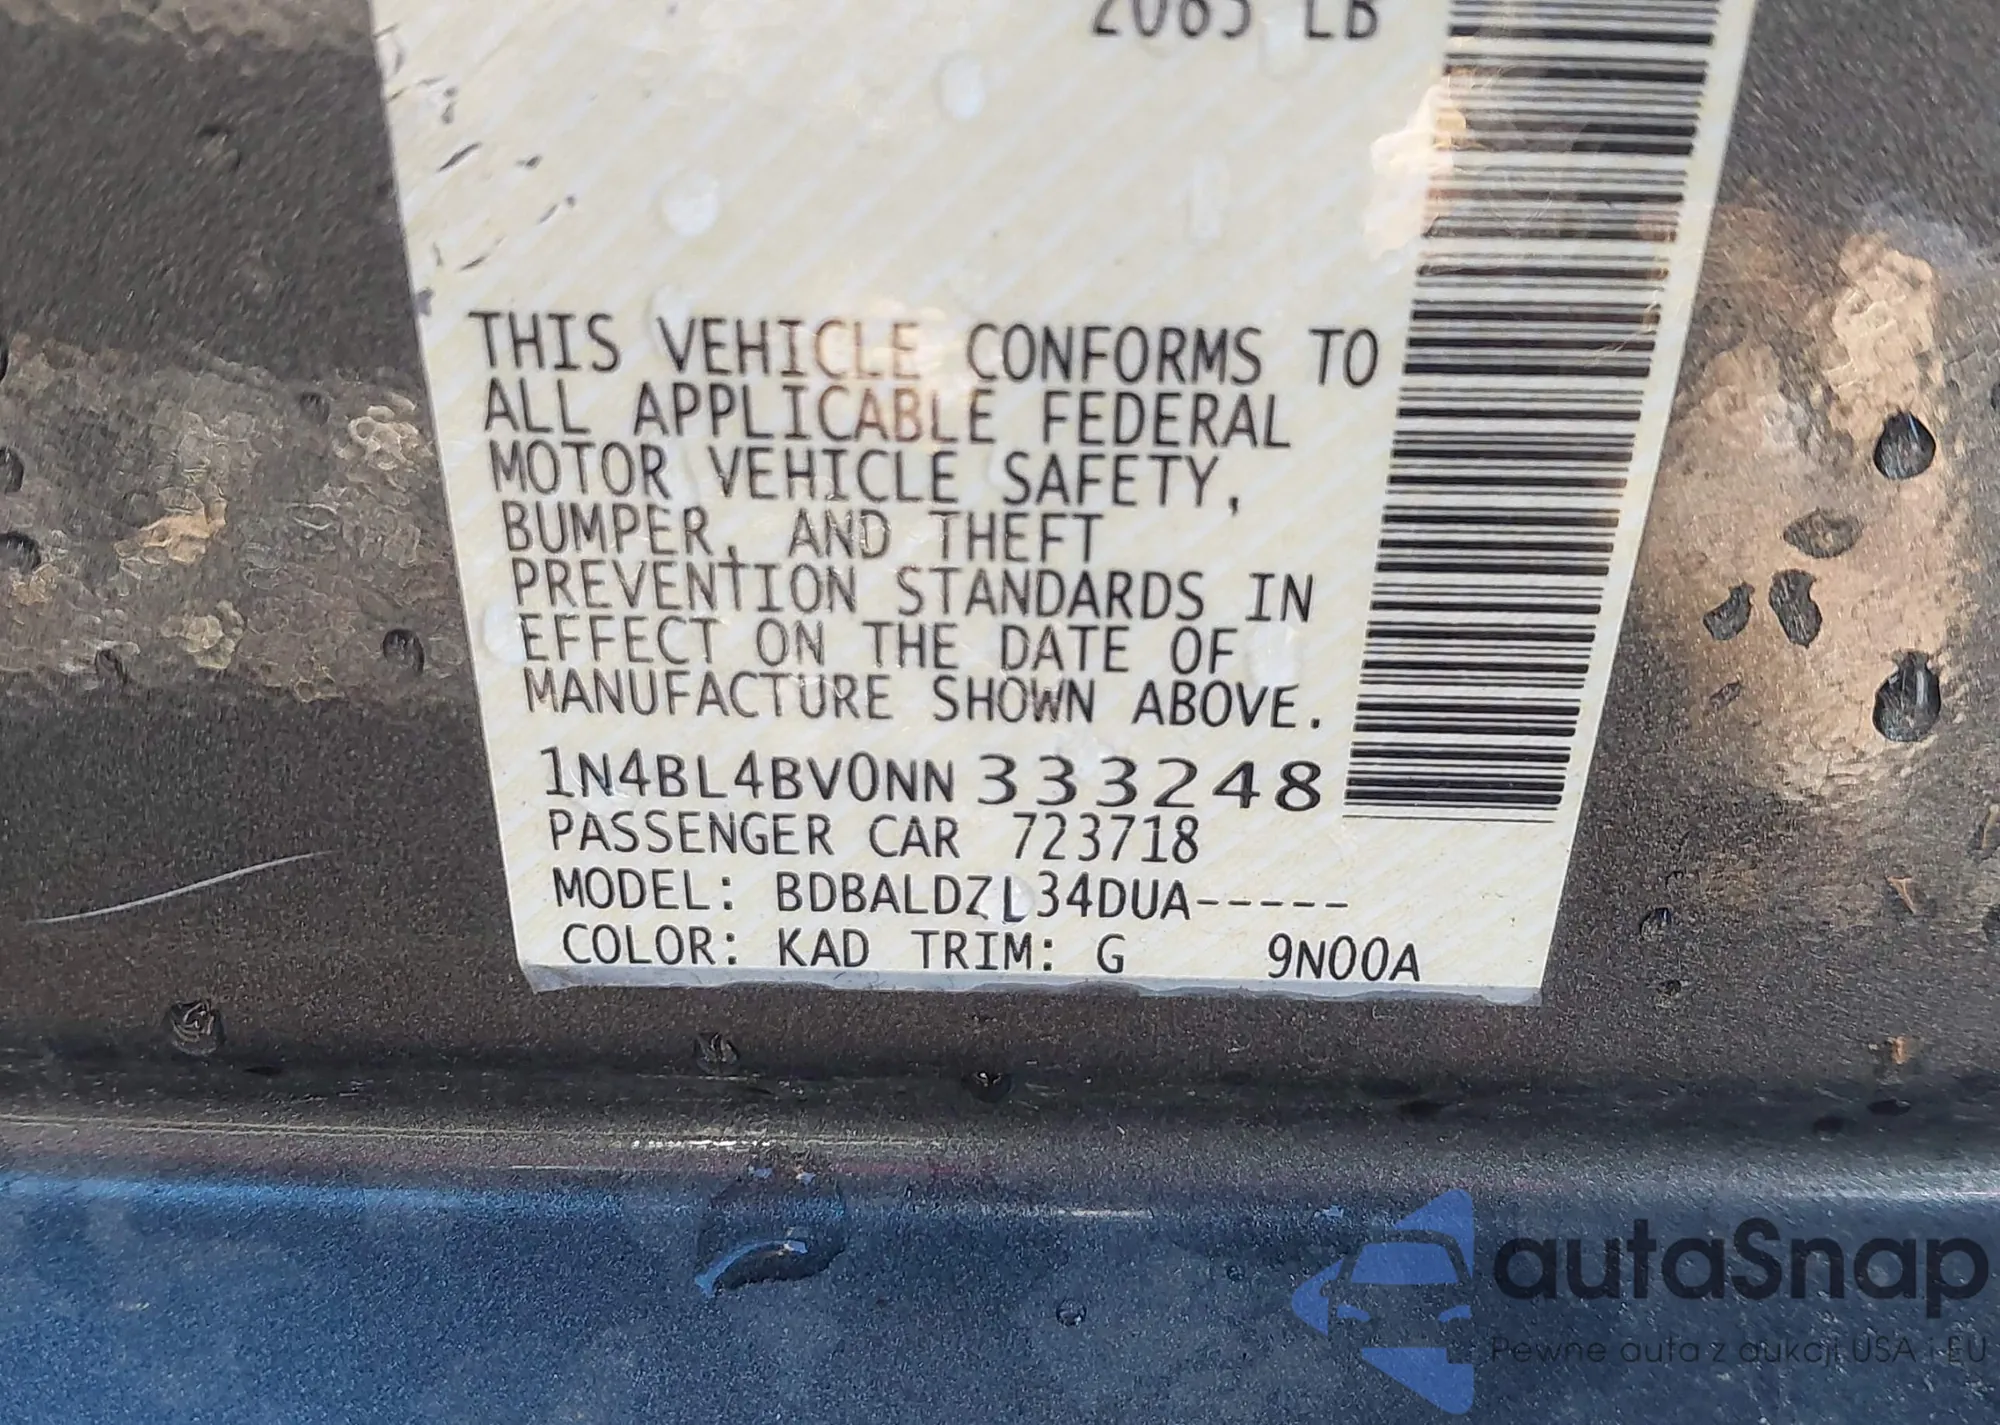 2085 LB
THIS VEHICLE CONFORMS TO
ALL APPLICABLE FEDERAL
MOTOR VEHICLE SAFETY,
BUMPER, AND THEFT
PREVENTION STANDARDS IN
EFFECT ON THE DATE OF
MANUFACTURE SHOWN ABOVE.
1N4BL4BV0NN333248
PASSENGER CAR 723718
MODEL: BDBALDZL34DUA-----
COLOR: KAD TRIM: G 9N00A
autaSnap
Pewne auta z aukcji USA i EU